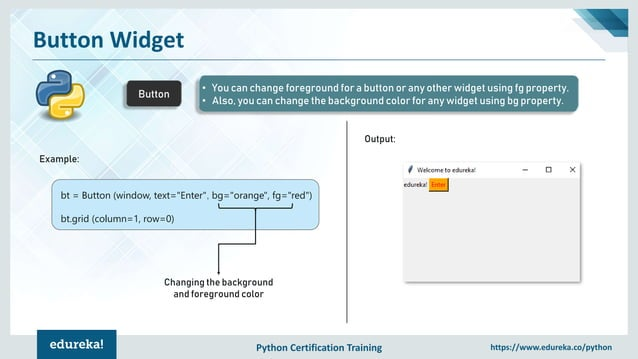 Button Widget
Button
• You can change foreground for a button or any other widget using fg property.
• Also, you can change the background color for any widget using bg property.
Example:
bt = Button (window, text="Enter", bg="orange", fg="red")
bt.grid (column=1, row=0)
Changing the background
and foreground color
Output:
Welcome to edureka!
edureka! Enter
edureka!
Python Certification Training
https://www.edureka.co/python